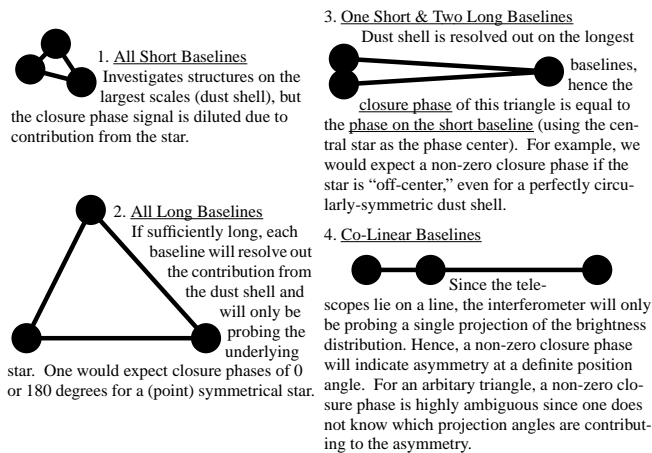 1. All Short Baselines
Investigates structures on the
largest scales (dust shell), but
the closure phase signal is diluted due to
contribution from the star.
2. All Long Baselines
If sufficiently long, each
baseline will resolve out
the contribution from
the dust shell and
will only be
probing the
underlying
star. One would expect closure phases of 0
or 180 degrees for a (point) symmetrical star.
3. One Short & Two Long Baselines
Dust shell is resolved out on the longest
baselines,
hence the
closure phase of this triangle is equal to
the phase on the short baseline (using the cen-
tral star as the phase center). For example, we
would expect a non-zero closure phase if the
star is “off-center,” even for a perfectly circu-
larly-symmetric dust shell.
4. Co-Linear Baselines
Since the tele-
scopes lie on a line, the interferometer will only
be probing a single projection of the brightness
distribution. Hence, a non-zero closure phase
will indicate asymmetry at a definite position
angle. For an arbitary triangle, a non-zero clo-
sure phase is highly ambiguous since one does
not know which projection angles are contribut-
ing to the asymmetry.